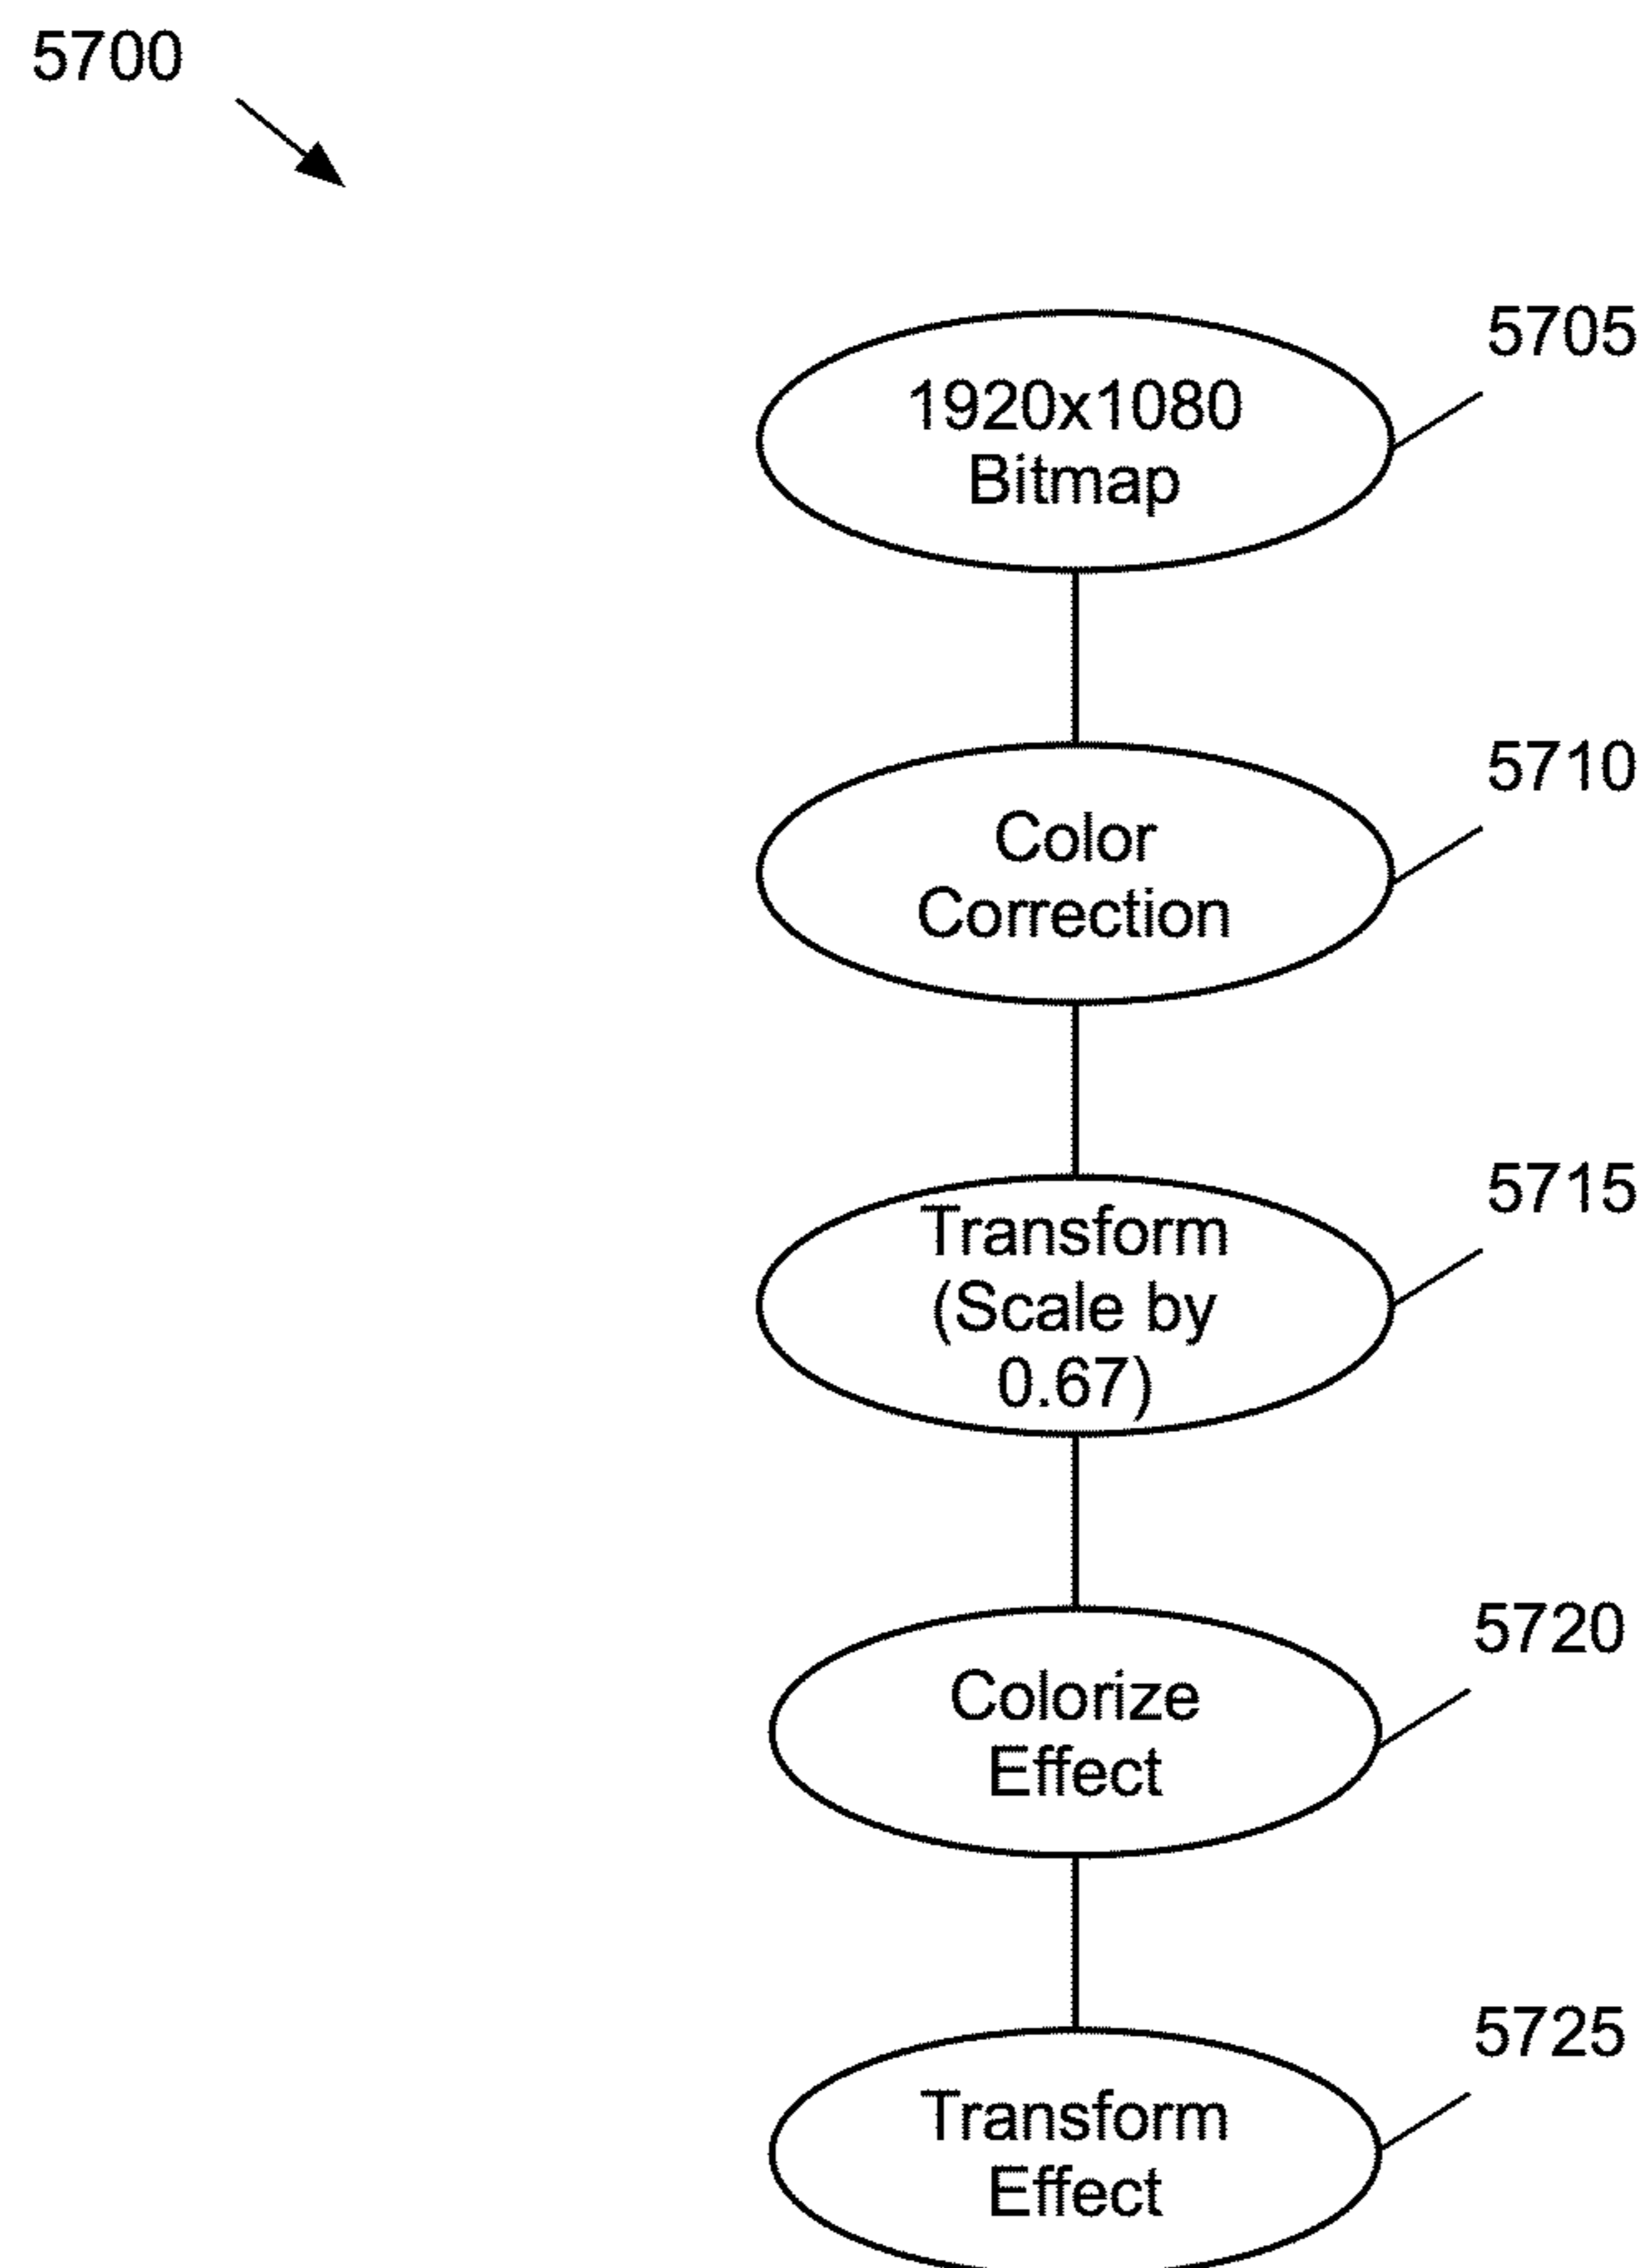 5700
5705
1920x1080
Bitmap
5710
Color
Correction
5715
Transform
(Scale by
0.67)
5720
Colorize
Effect
5725
Transform
Effect